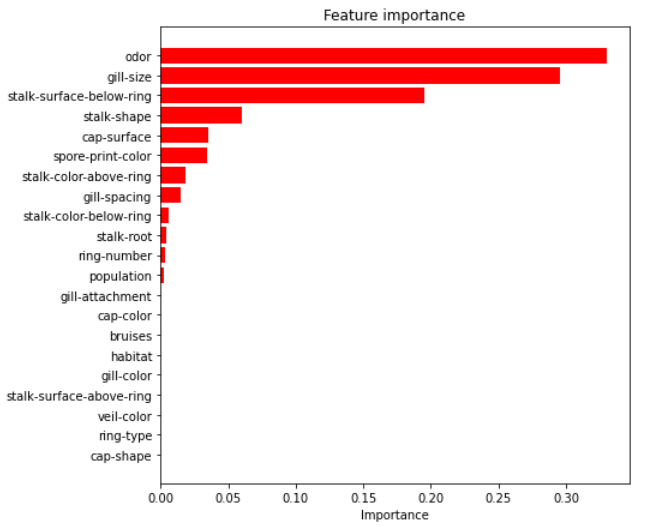 Feature importance
odor
gill-size
stalk-surface-below-ring
stalk-shape
cap-surface
spore-print-color
stalk-color-above-ring
gill-spacing
stalk-color-below-ring
stalk-root
ring-number
population
gill-attachment
cap-color
bruises
habitat
gill-color
stalk-surface-above-ring
veil-color
ring-type
cap-shape
0.00 0.05 0.10 0.15 0.20 0.25 0.30
Importance